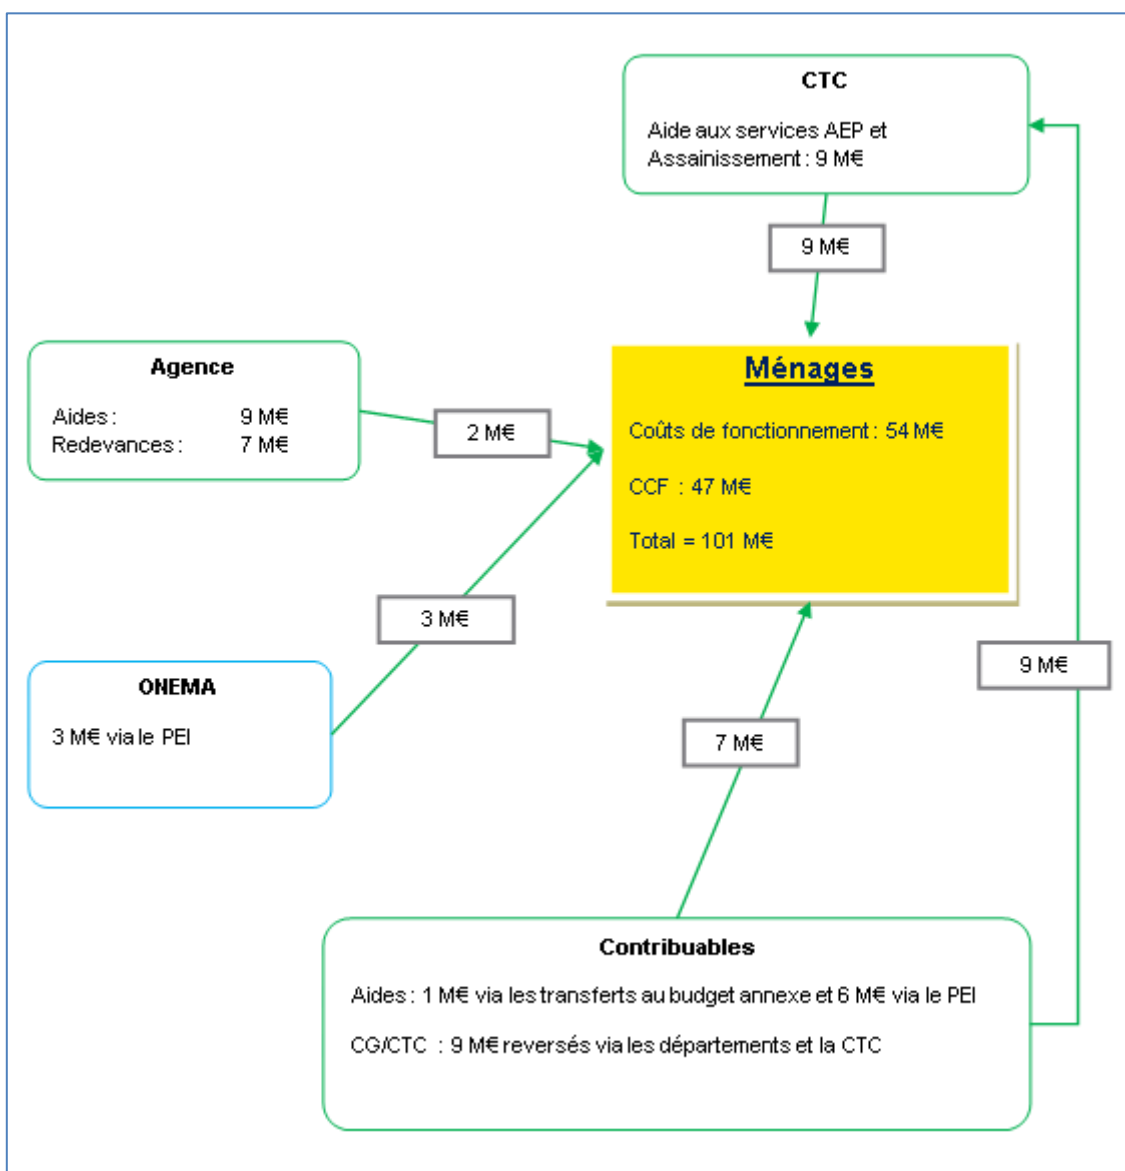 CTC
Aide aux services AEP et
Assainissement : 9 M€
9 M€
Agence
Aides : 9 M€
Redevances : 7 M€
2 M€
Ménages
Coûts de fonctionnement : 54 M€
CCF : 47 M€
Total = 101 M€
3 M€
ONEMA
3 M€ via le PEI
9 M€
7 M€
Contribuables
Aides : 1 M€ via les transferts au budget annexe et 6 M€ via le PEI
CG/CTC : 9 M€ reversés via les départements et la CTC